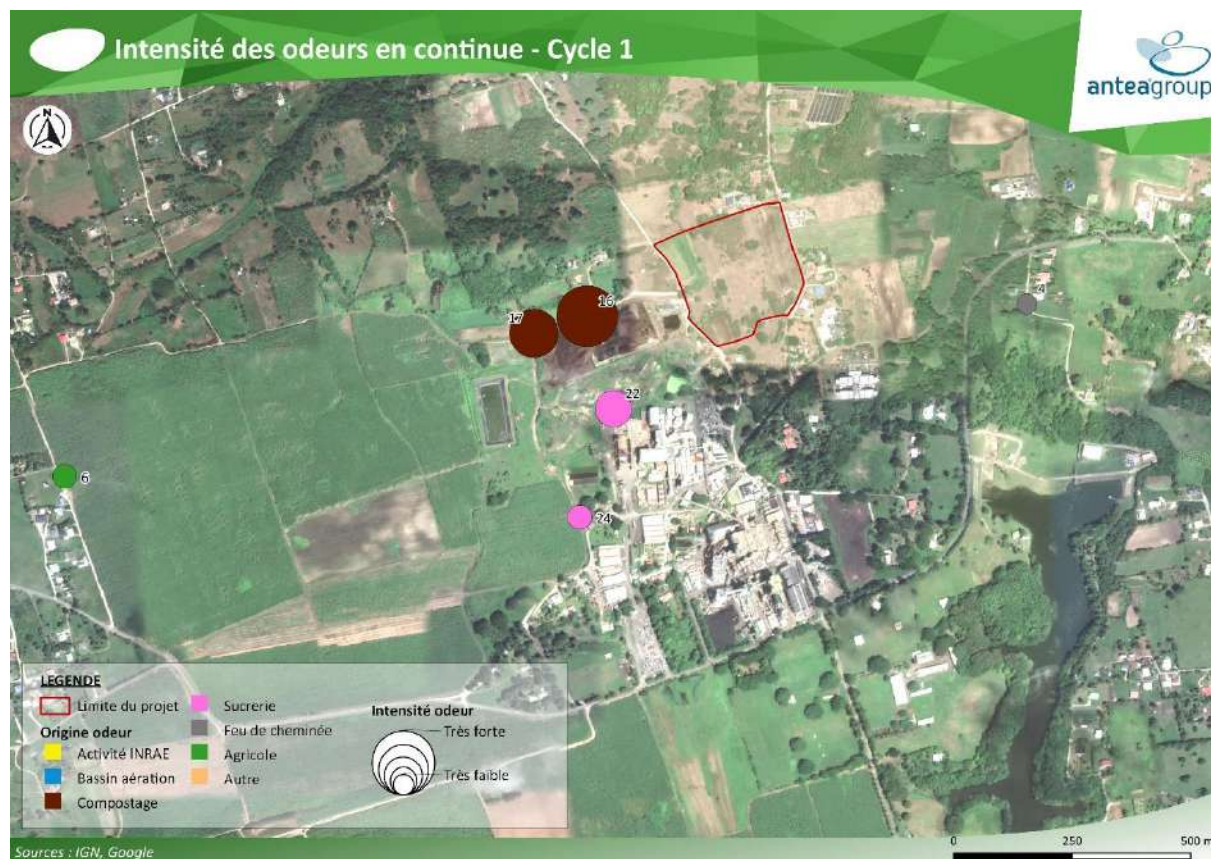 Intensité des odeurs en continue - Cycle 1
anteagroup
N
16
17
4
22
6
24
LEGENDE
Limite du projet
Origine odeur
Activité INRAE
Bassin aération
Compostage
Sucrerie
Feu de cheminée
Agricole
Autre
Intensité odeur
Très forte
Très faible
Sources : IGN, Google
0 250 500 m